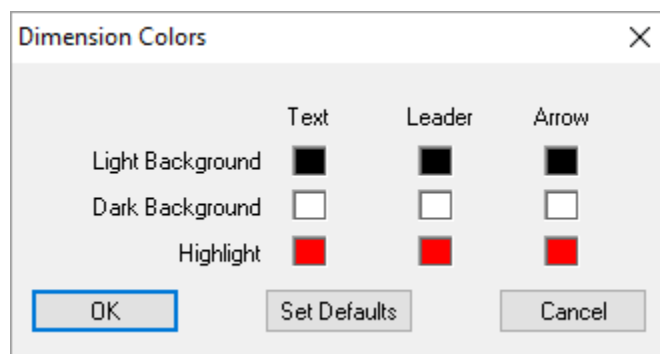 Dimension Colors
Text Leader Arrow
Light Background
Dark Background
Highlight
OK Set Defaults Cancel